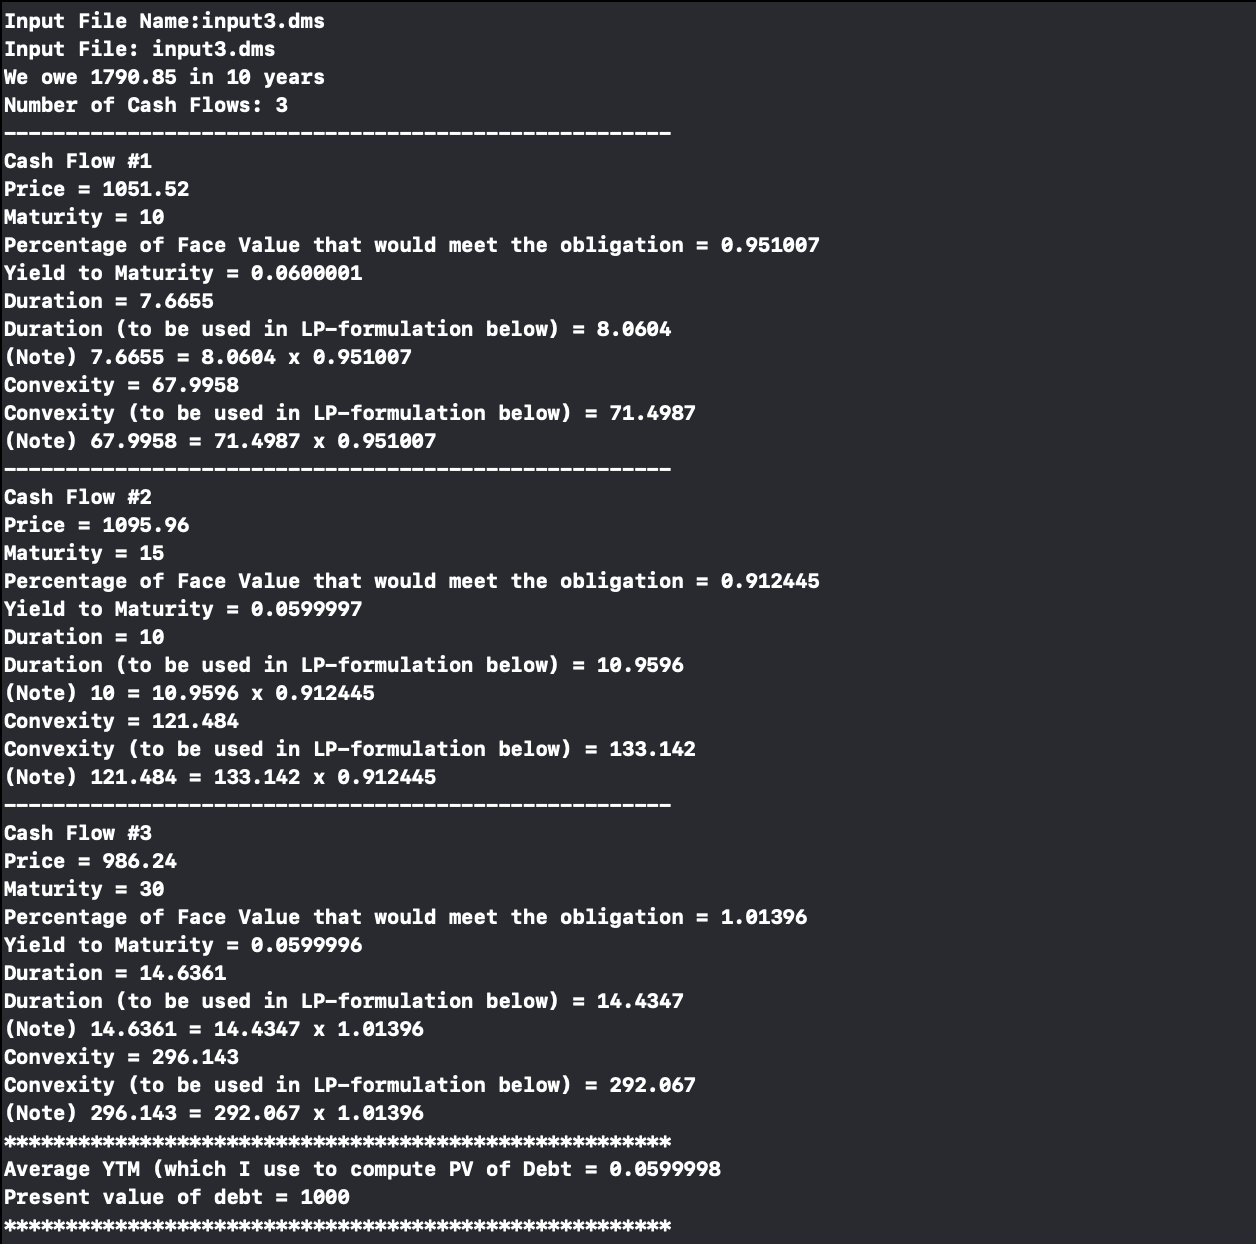 Input File Name:input3.dms
Input File: input3.dms
We owe 1790.85 in 10 years
Number of Cash Flows: 3
------------------------------------------------------
Cash Flow #1
Price = 1051.52
Maturity = 10
Percentage of Face Value that would meet the obligation = 0.951007
Yield to Maturity = 0.0600001
Duration = 7.6655
Duration (to be used in LP-formulation below) = 8.0604
(Note) 7.6655 = 8.0604 x 0.951007
Convexity = 67.9958
Convexity (to be used in LP-formulation below) = 71.4987
(Note) 67.9958 = 71.4987 x 0.951007
------------------------------------------------------
Cash Flow #2
Price = 1095.96
Maturity = 15
Percentage of Face Value that would meet the obligation = 0.912445
Yield to Maturity = 0.0599997
Duration = 10
Duration (to be used in LP-formulation below) = 10.9596
(Note) 10 = 10.9596 x 0.912445
Convexity = 121.484
Convexity (to be used in LP-formulation below) = 133.142
(Note) 121.484 = 133.142 x 0.912445
------------------------------------------------------
Cash Flow #3
Price = 986.24
Maturity = 30
Percentage of Face Value that would meet the obligation = 1.01396
Yield to Maturity = 0.0599996
Duration = 14.6361
Duration (to be used in LP-formulation below) = 14.4347
(Note) 14.6361 = 14.4347 x 1.01396
Convexity = 296.143
Convexity (to be used in LP-formulation below) = 292.067
(Note) 296.143 = 292.067 x 1.01396
******************************************************
Average YTM (which I use to compute PV of Debt = 0.0599998
Present value of debt = 1000
******************************************************